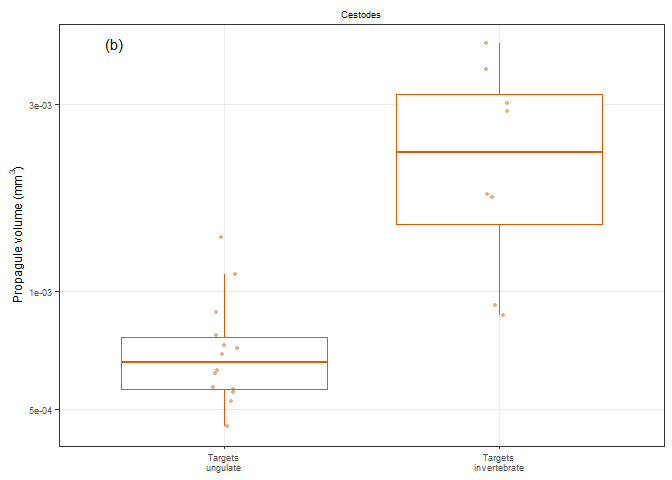 Cestodes
(b)
Propagule volume (mm³)
3e-03
1e-03
5e-04
Targets
ungulate
Targets
invertebrate